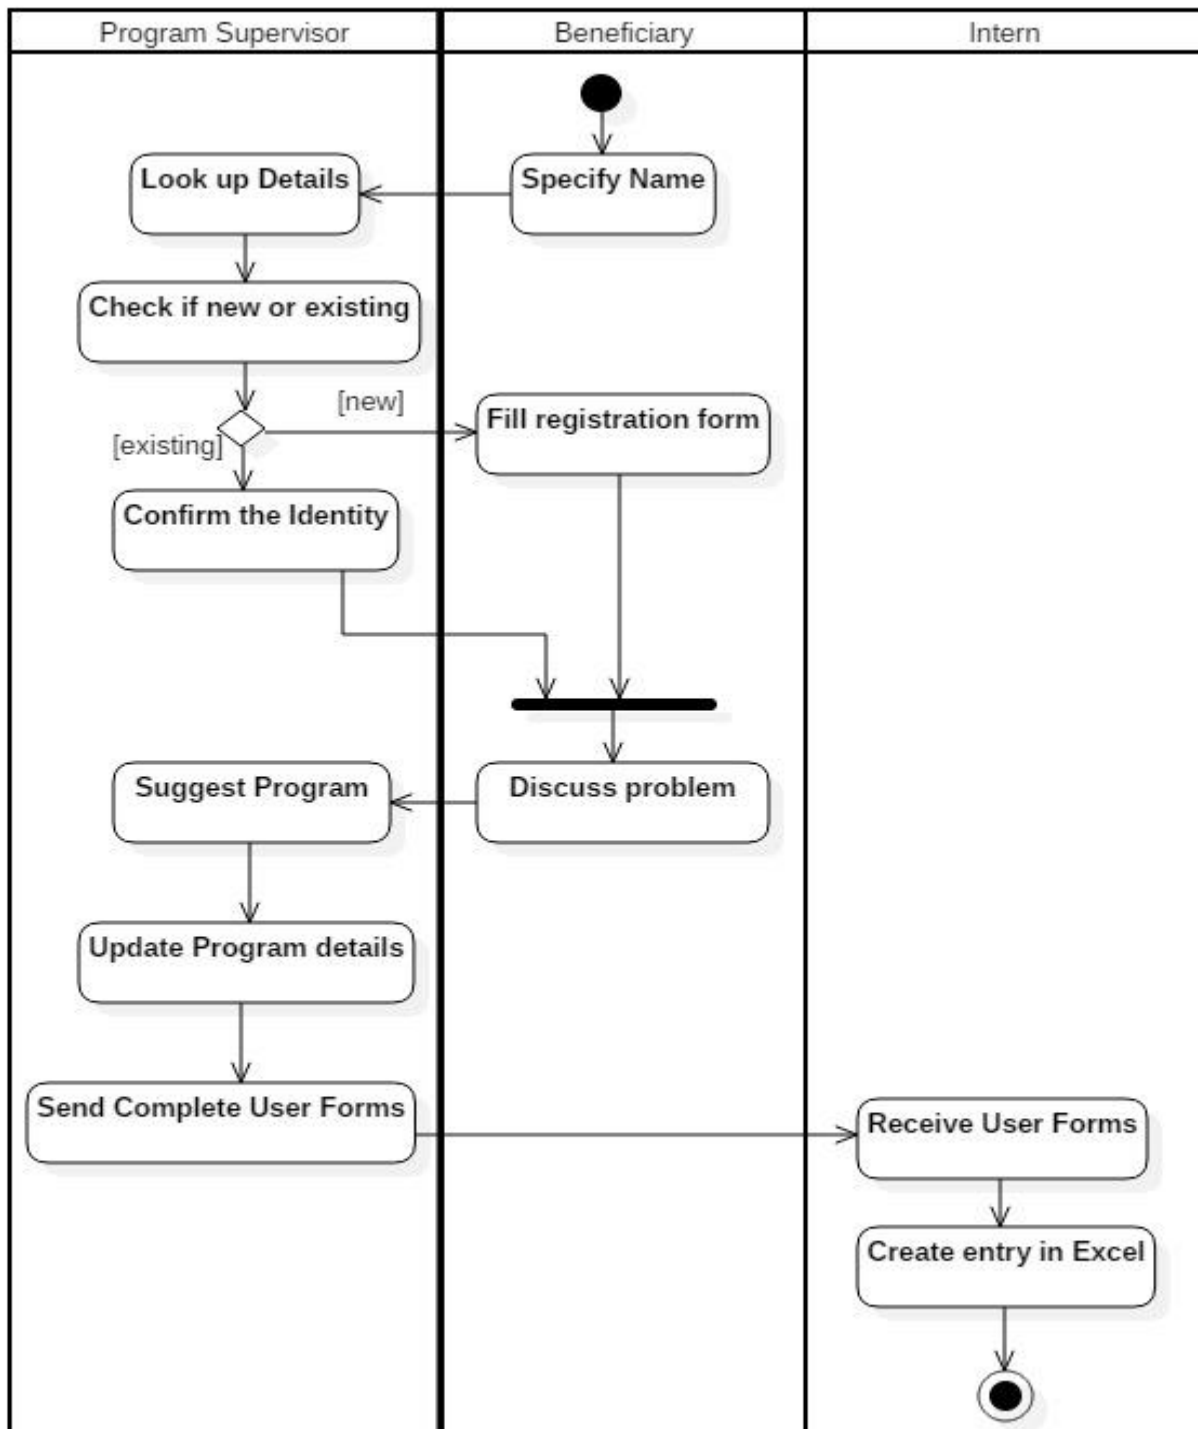 Program Supervisor
Beneficiary
Intern
Look up Details
Specify Name
Check if new or existing
[new]
Fill registration form
[existing]
Confirm the Identity
Suggest Program
Discuss problem
Update Program details
Send Complete User Forms
Receive User Forms
Create entry in Excel